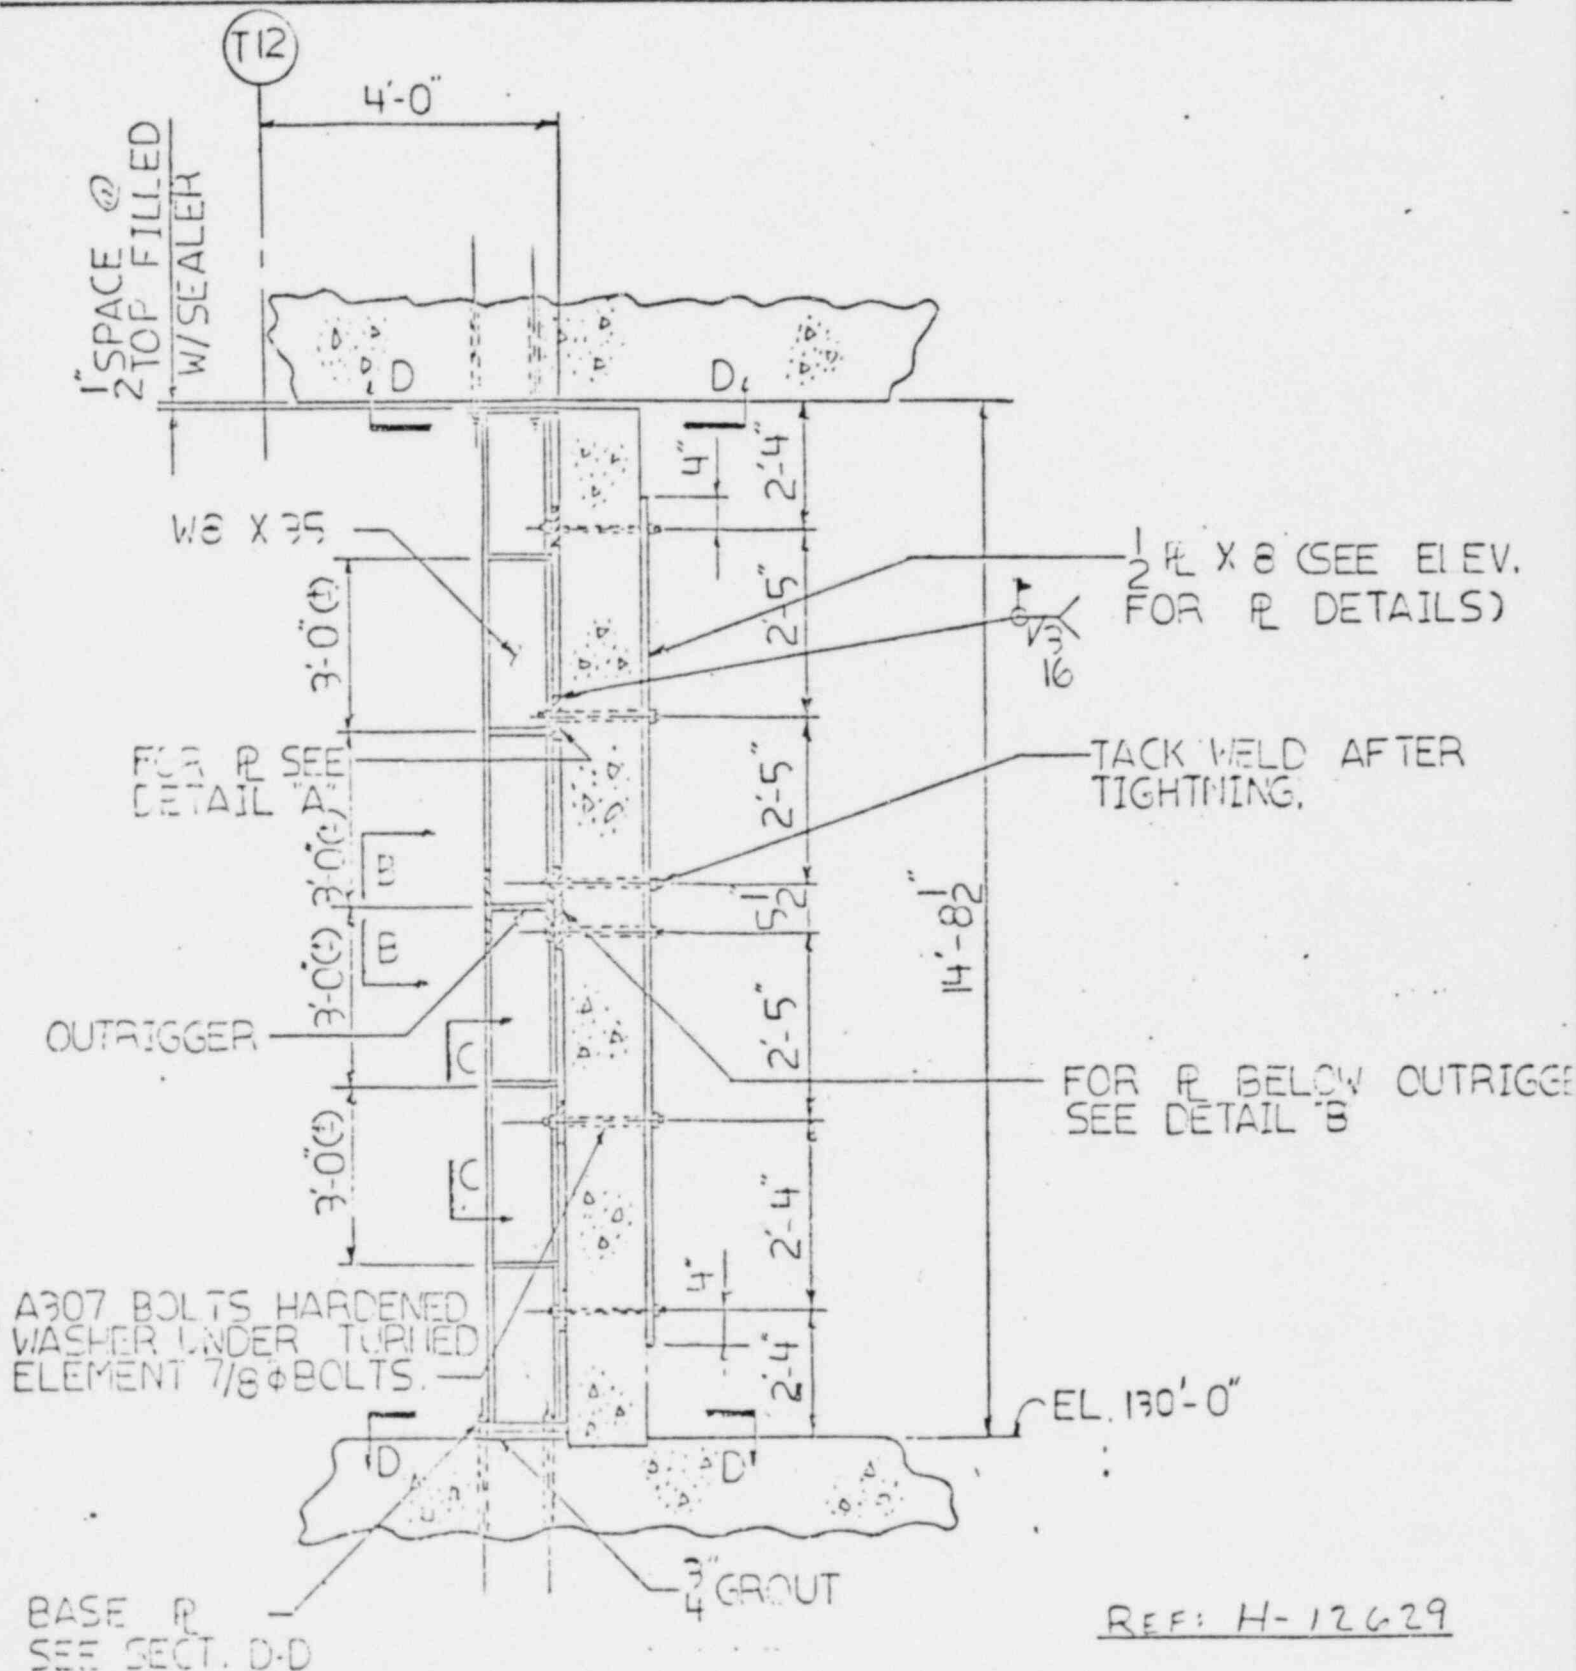 T12
4'-0"
1/2" SPACE @
TOP FILLED
W/SEALER
D
D
4"
2'-4"
W8 X 35
1/2 PL X 8 (SEE ELEV.
FOR PL DETAILS)
3/16
3'-0"(±)
2'-5"
FOR PL SEE
DETAIL "A"
TACK WELD AFTER
TIGHTNING.
2'-5"
3'-0"(±)
B
5 1/2"
14'-8 1/2"
B
3'-0"(±)
2'-5"
OUTRIGGER
C
FOR PL BELOW OUTRIGGE
SEE DETAIL "B"
3'-0"(±)
C
2'-4"
4"
A307 BOLTS HARDENED
WASHER UNDER TURNED
ELEMENT 7/8 φ BOLTS.
2'-4"
EL. 130'-0"
D
D
3/4" GROUT
BASE PL
SEE SECT. D-D
REF: H-12629